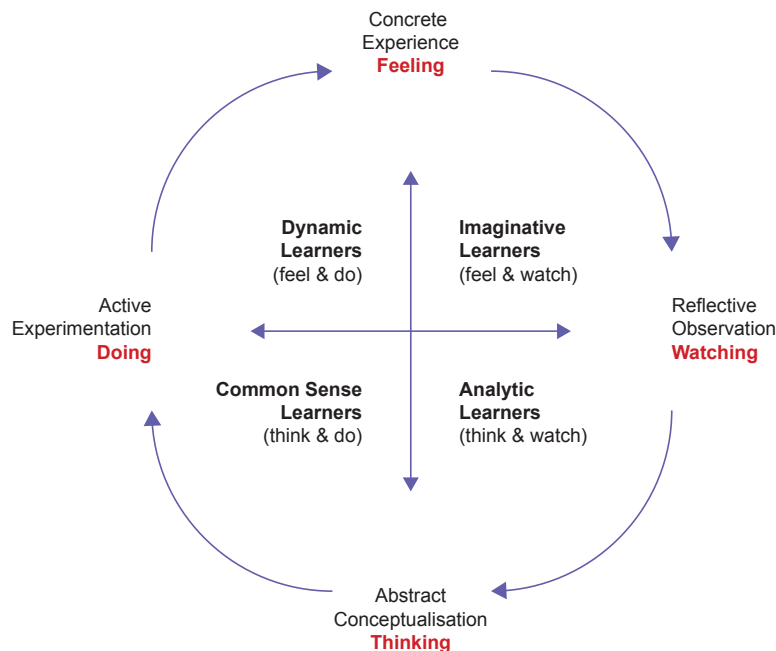 Concrete
Experience
Feeling
Dynamic
Learners
(feel & do)
Imaginative
Learners
(feel & watch)
Active
Experimentation
Doing
Reflective
Observation
Watching
Common Sense
Learners
(think & do)
Analytic
Learners
(think & watch)
Abstract
Conceptualisation
Thinking